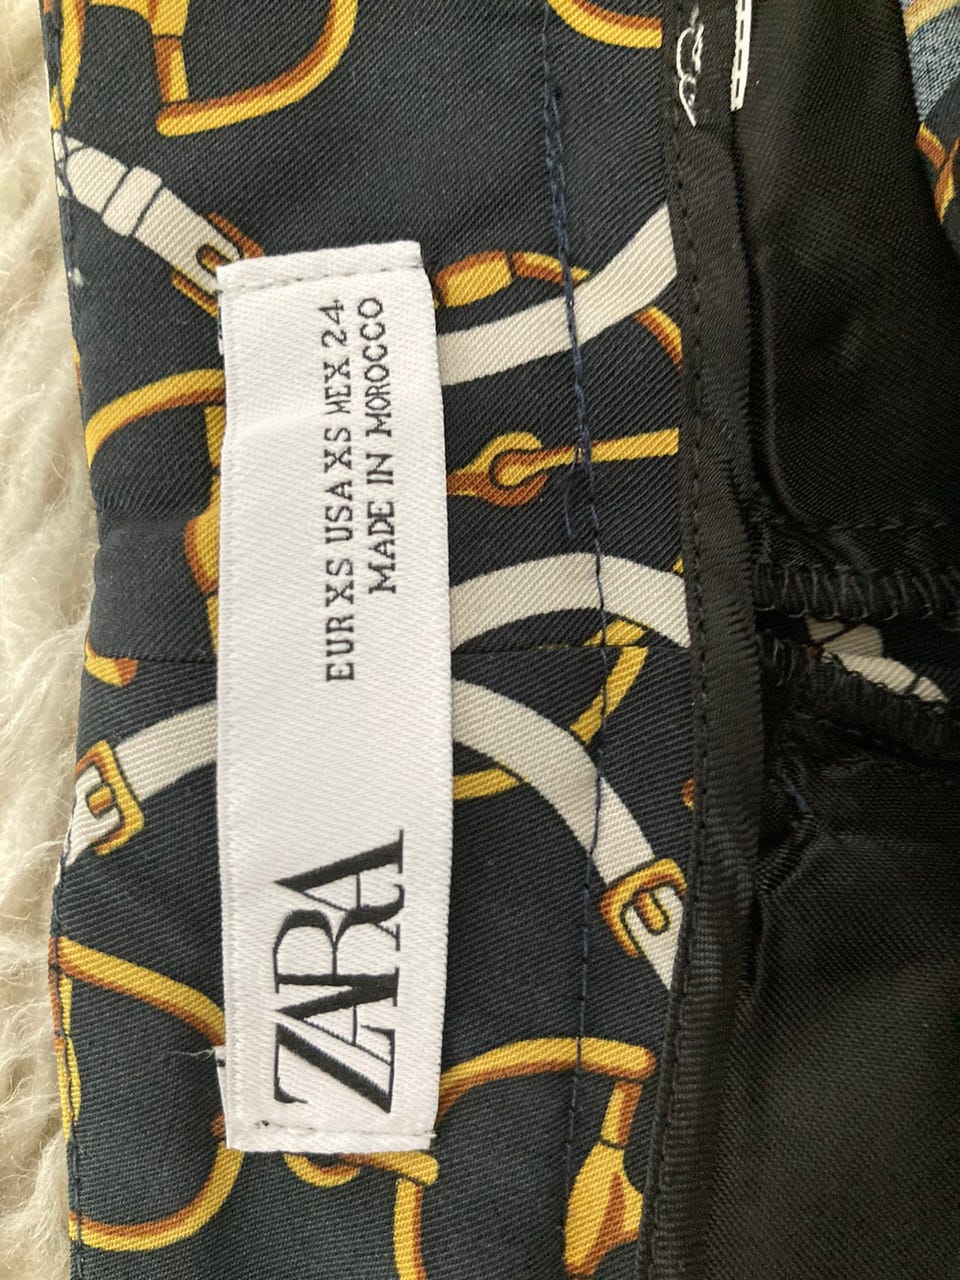 ZARA
EUR XS USA XS MEX 24
MADE IN MOROCCO